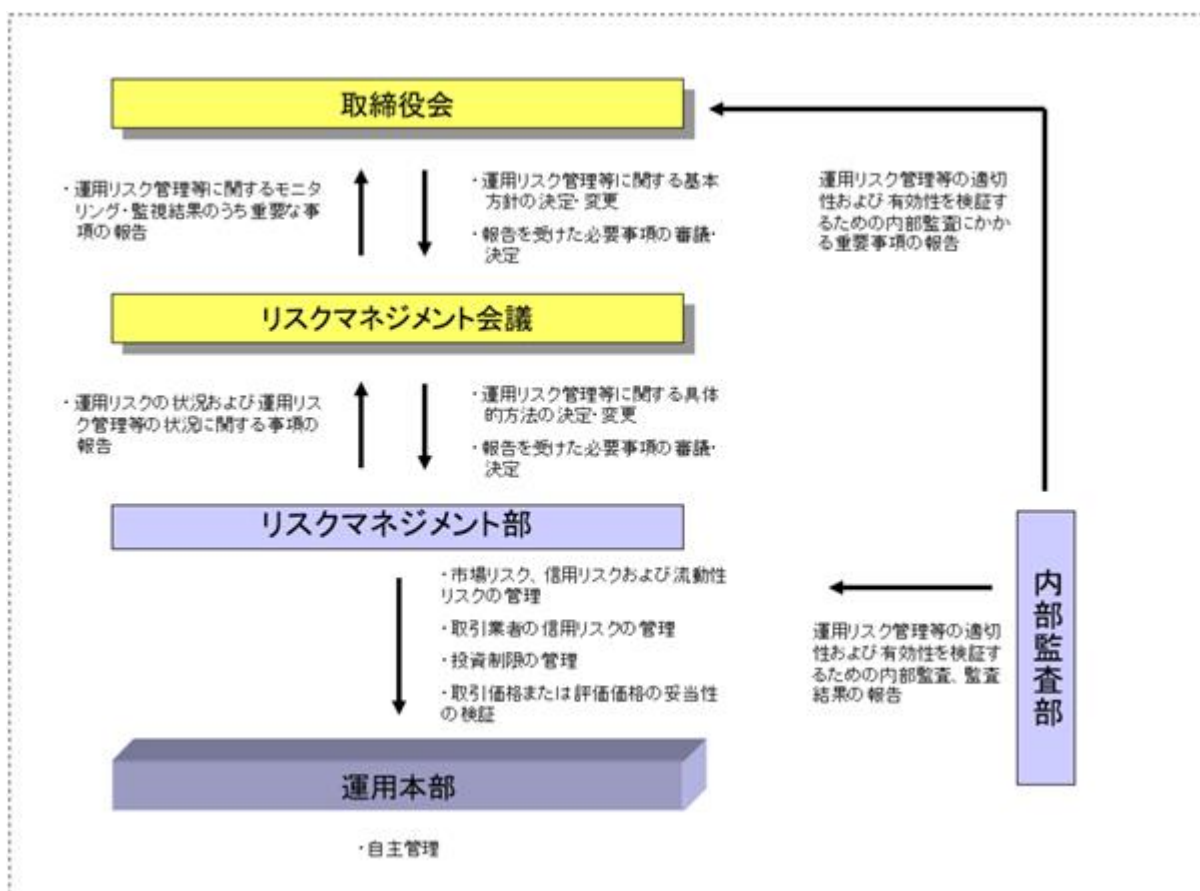 取締役会
・運用リスク管理等に関するモニタ
リング・監視結果のうち重要な事
項の報告
・運用リスク管理等に関する基本
方針の決定・変更
・報告を受けた必要事項の審議・
決定
運用リスク管理等の適切
性および有効性を検証す
るための内部監査にかか
る重要事項の報告
リスクマネジメント会議
・運用リスクの状況および運用リス
ク管理等の状況に関する事項の
報告
・運用リスク管理等に関する具体
的方法の決定・変更
・報告を受けた必要事項の審議・
決定
リスクマネジメント部
・市場リスク、信用リスクおよび流動性
リスクの管理
・取引業者の信用リスクの管理
・投資制限の管理
・取引価格または評価価格の妥当性
の検証
運用リスク管理等の適切
性および有効性を検証す
るための内部監査、監査
結果の報告
内部監査部
運用本部
・自主管理